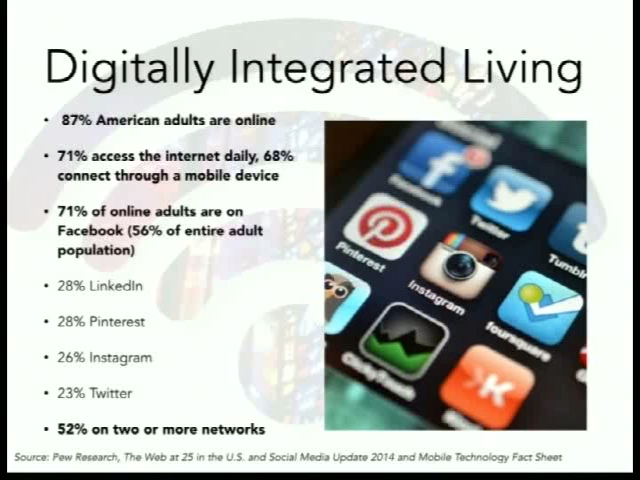 Digitally Integrated Living
87% American adults are online
71% access the internet daily, 68%
connect through a mobile device
71% of online adults are on
Facebook (56% of entire adult
population)
28% LinkedIn
28% Pinterest
26% Instagram
23% Twitter
52% on two or more networks
Facebook
Twitter
Pinterest
Instagram
Tumblr
foursquare
Source: Pew Research, The Web at 25 in the U.S. and Social Media Update 2014 and Mobile Technology Fact Sheet